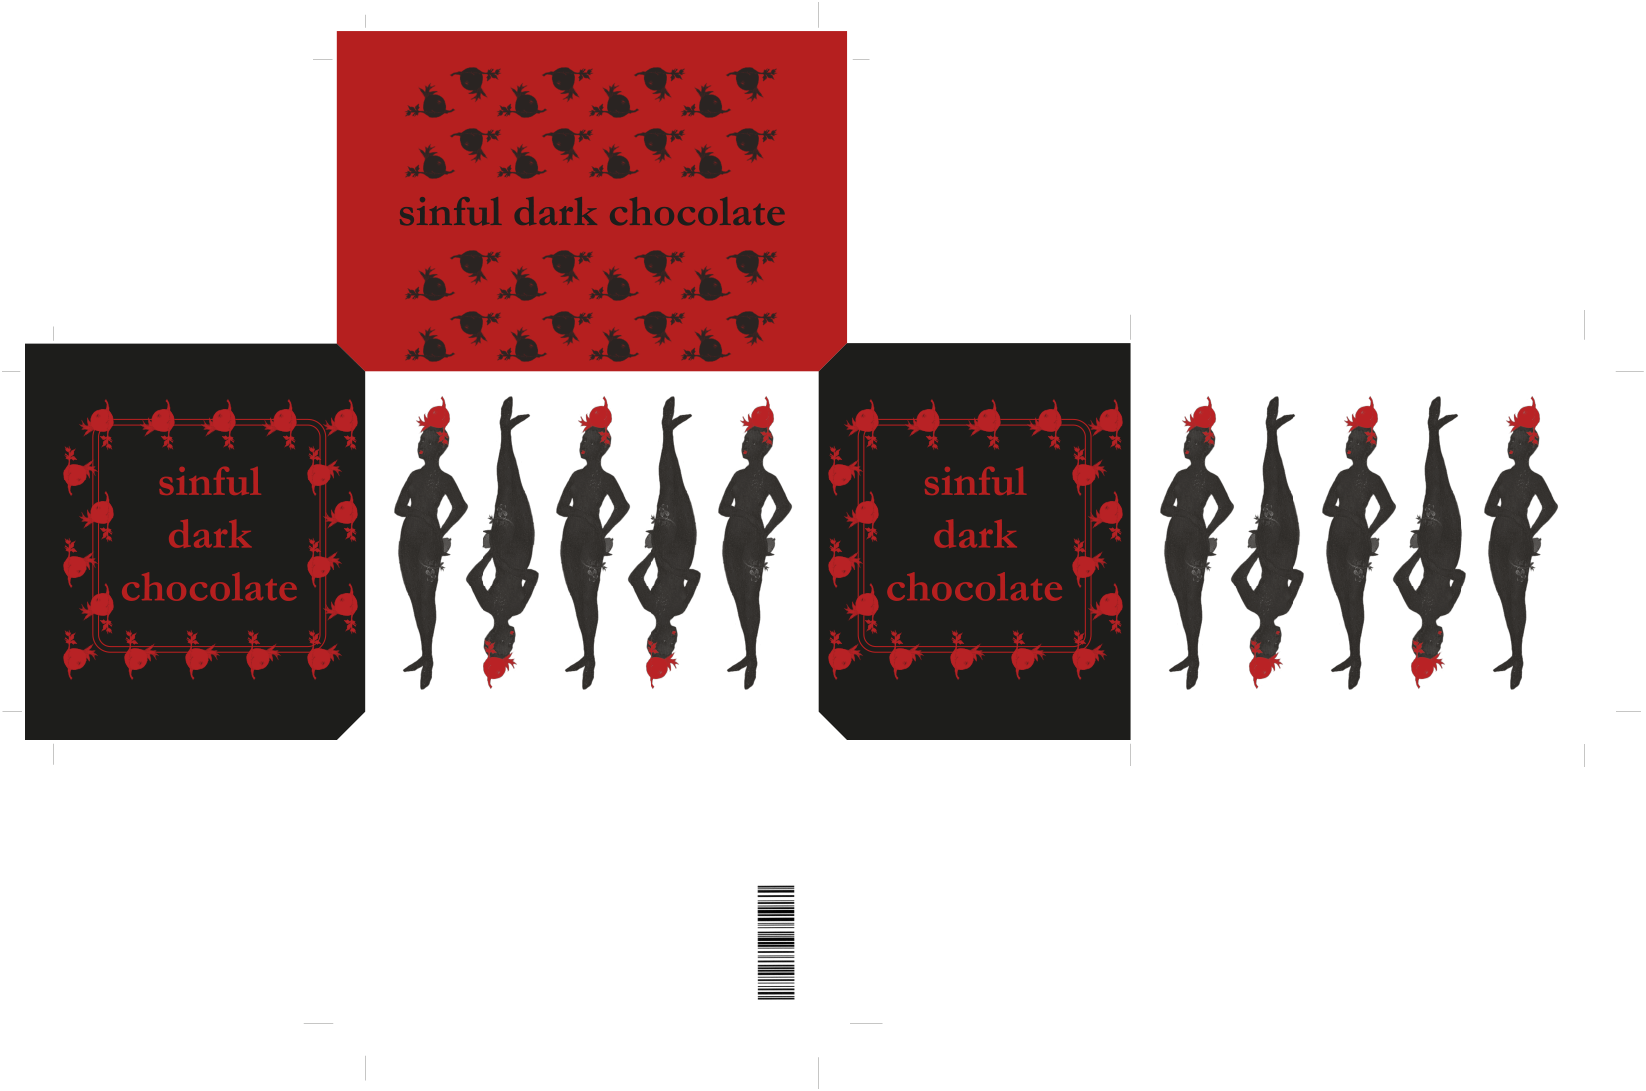 sinful dark chocolate
sinful
dark
chocolate
sinful
dark
chocolate